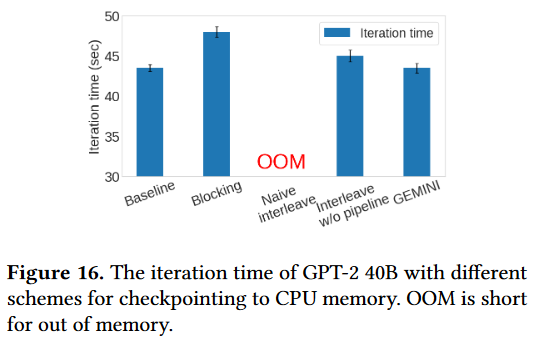 50
45
40
35
30
Iteration time (sec)
Iteration time
OOM
Baseline
Blocking
Naive
interleave
Interleave
w/o pipeline
GEMINI
Figure 16. The iteration time of GPT-2 40B with different
schemes for checkpointing to CPU memory. OOM is short
for out of memory.